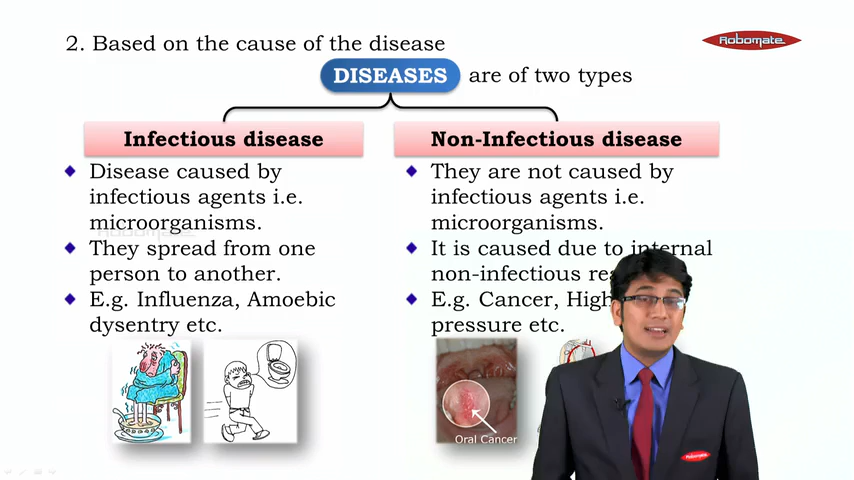 2. Based on the cause of the disease
Robomate
DISEASES are of two types
Infectious disease
Disease caused by
infectious agents i.e.
microorganisms.
Robomate
They spread from one
person to another.
E.g. Influenza, Amoebic
dysentry etc.
Non-Infectious disease
They are not caused by
infectious agents i.e.
microorganisms.
It is caused due to internal
non-infectious
E.g. Cancer, High
pressure etc.
Oral Cancer
Robomate